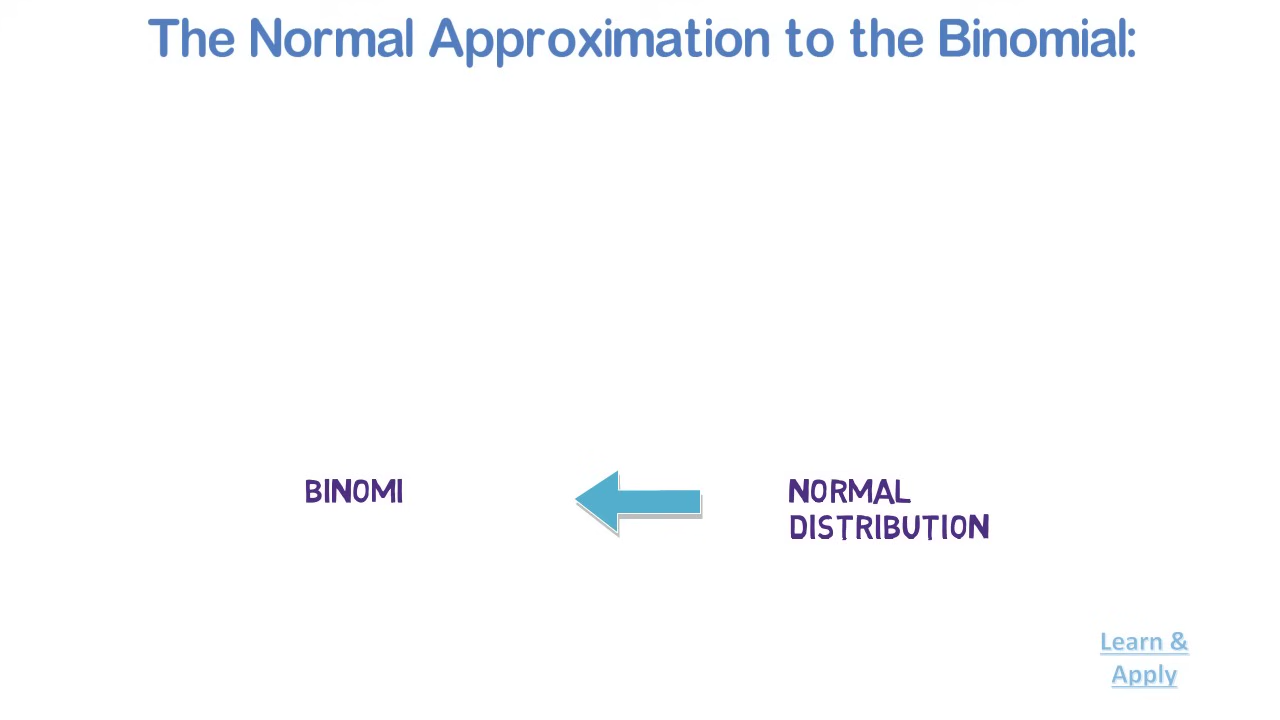 The Normal Approximation to the Binomial:
BINOMI
NORMAL
DISTRIBUTION
Learn &
Apply